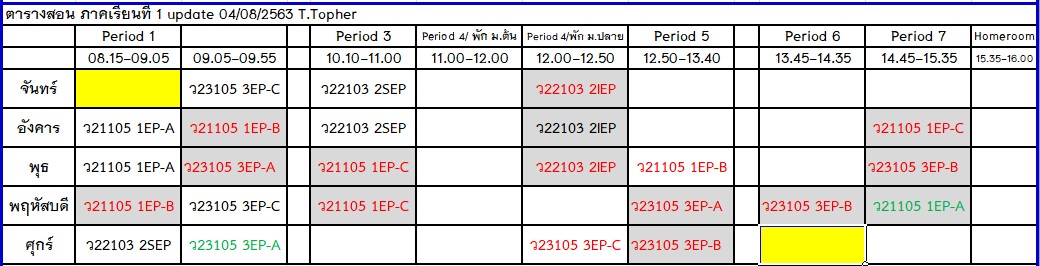 ตารางสอน ภาคเรียนที่ 1 update 04/08/2563 T.Topher
Period 1 Period 3 Period 4/ พัก ม.ต้น Period 4/พัก ม.ปลาย Period 5 Period 6 Period 7 Homeroom
08.15-09.05 09.05-09.55 10.10-11.00 11.00-12.00 12.00-12.50 12.50-13.40 13.45-14.35 14.45-15.35 15.35-16.00
จันทร์ ว23105 3EP-C ว22103 2SEP ว22103 2IEP
อังคาร ว21105 1EP-A ว21105 1EP-B ว22103 2SEP ว22103 2IEP ว21105 1EP-C
พุธ ว21105 1EP-A ว23105 3EP-A ว21105 1EP-C ว22103 2IEP ว21105 1EP-B ว23105 3EP-B
พฤหัสบดี ว21105 1EP-B ว23105 3EP-C ว21105 1EP-C ว23105 3EP-A ว23105 3EP-B ว21105 1EP-A
ศุกร์ ว22103 2SEP ว23105 3EP-A ว23105 3EP-C ว23105 3EP-B